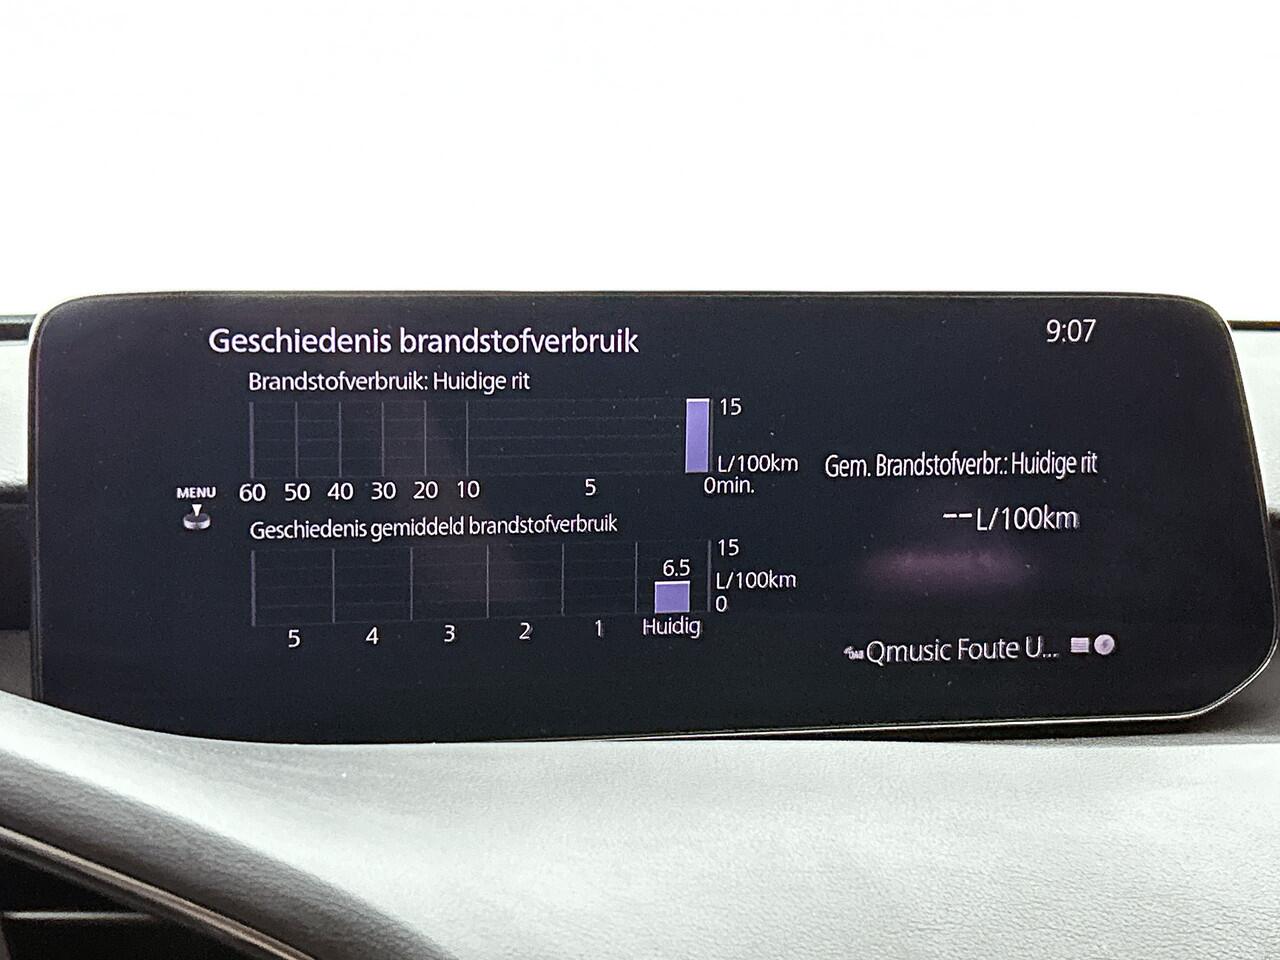 Geschiedenis brandstofverbruik
9:07
Brandstofverbruik: Huidige rit
15
L/100km
0min.
60 50 40 30 20 10 5
MENU
Gem. Brandstofverbr.: Huidige rit
--L/100km
Geschiedenis gemiddeld brandstofverbruik
15
6.5
L/100km
0
5 4 3 2 1 Huidig
Qmusic Foute U...